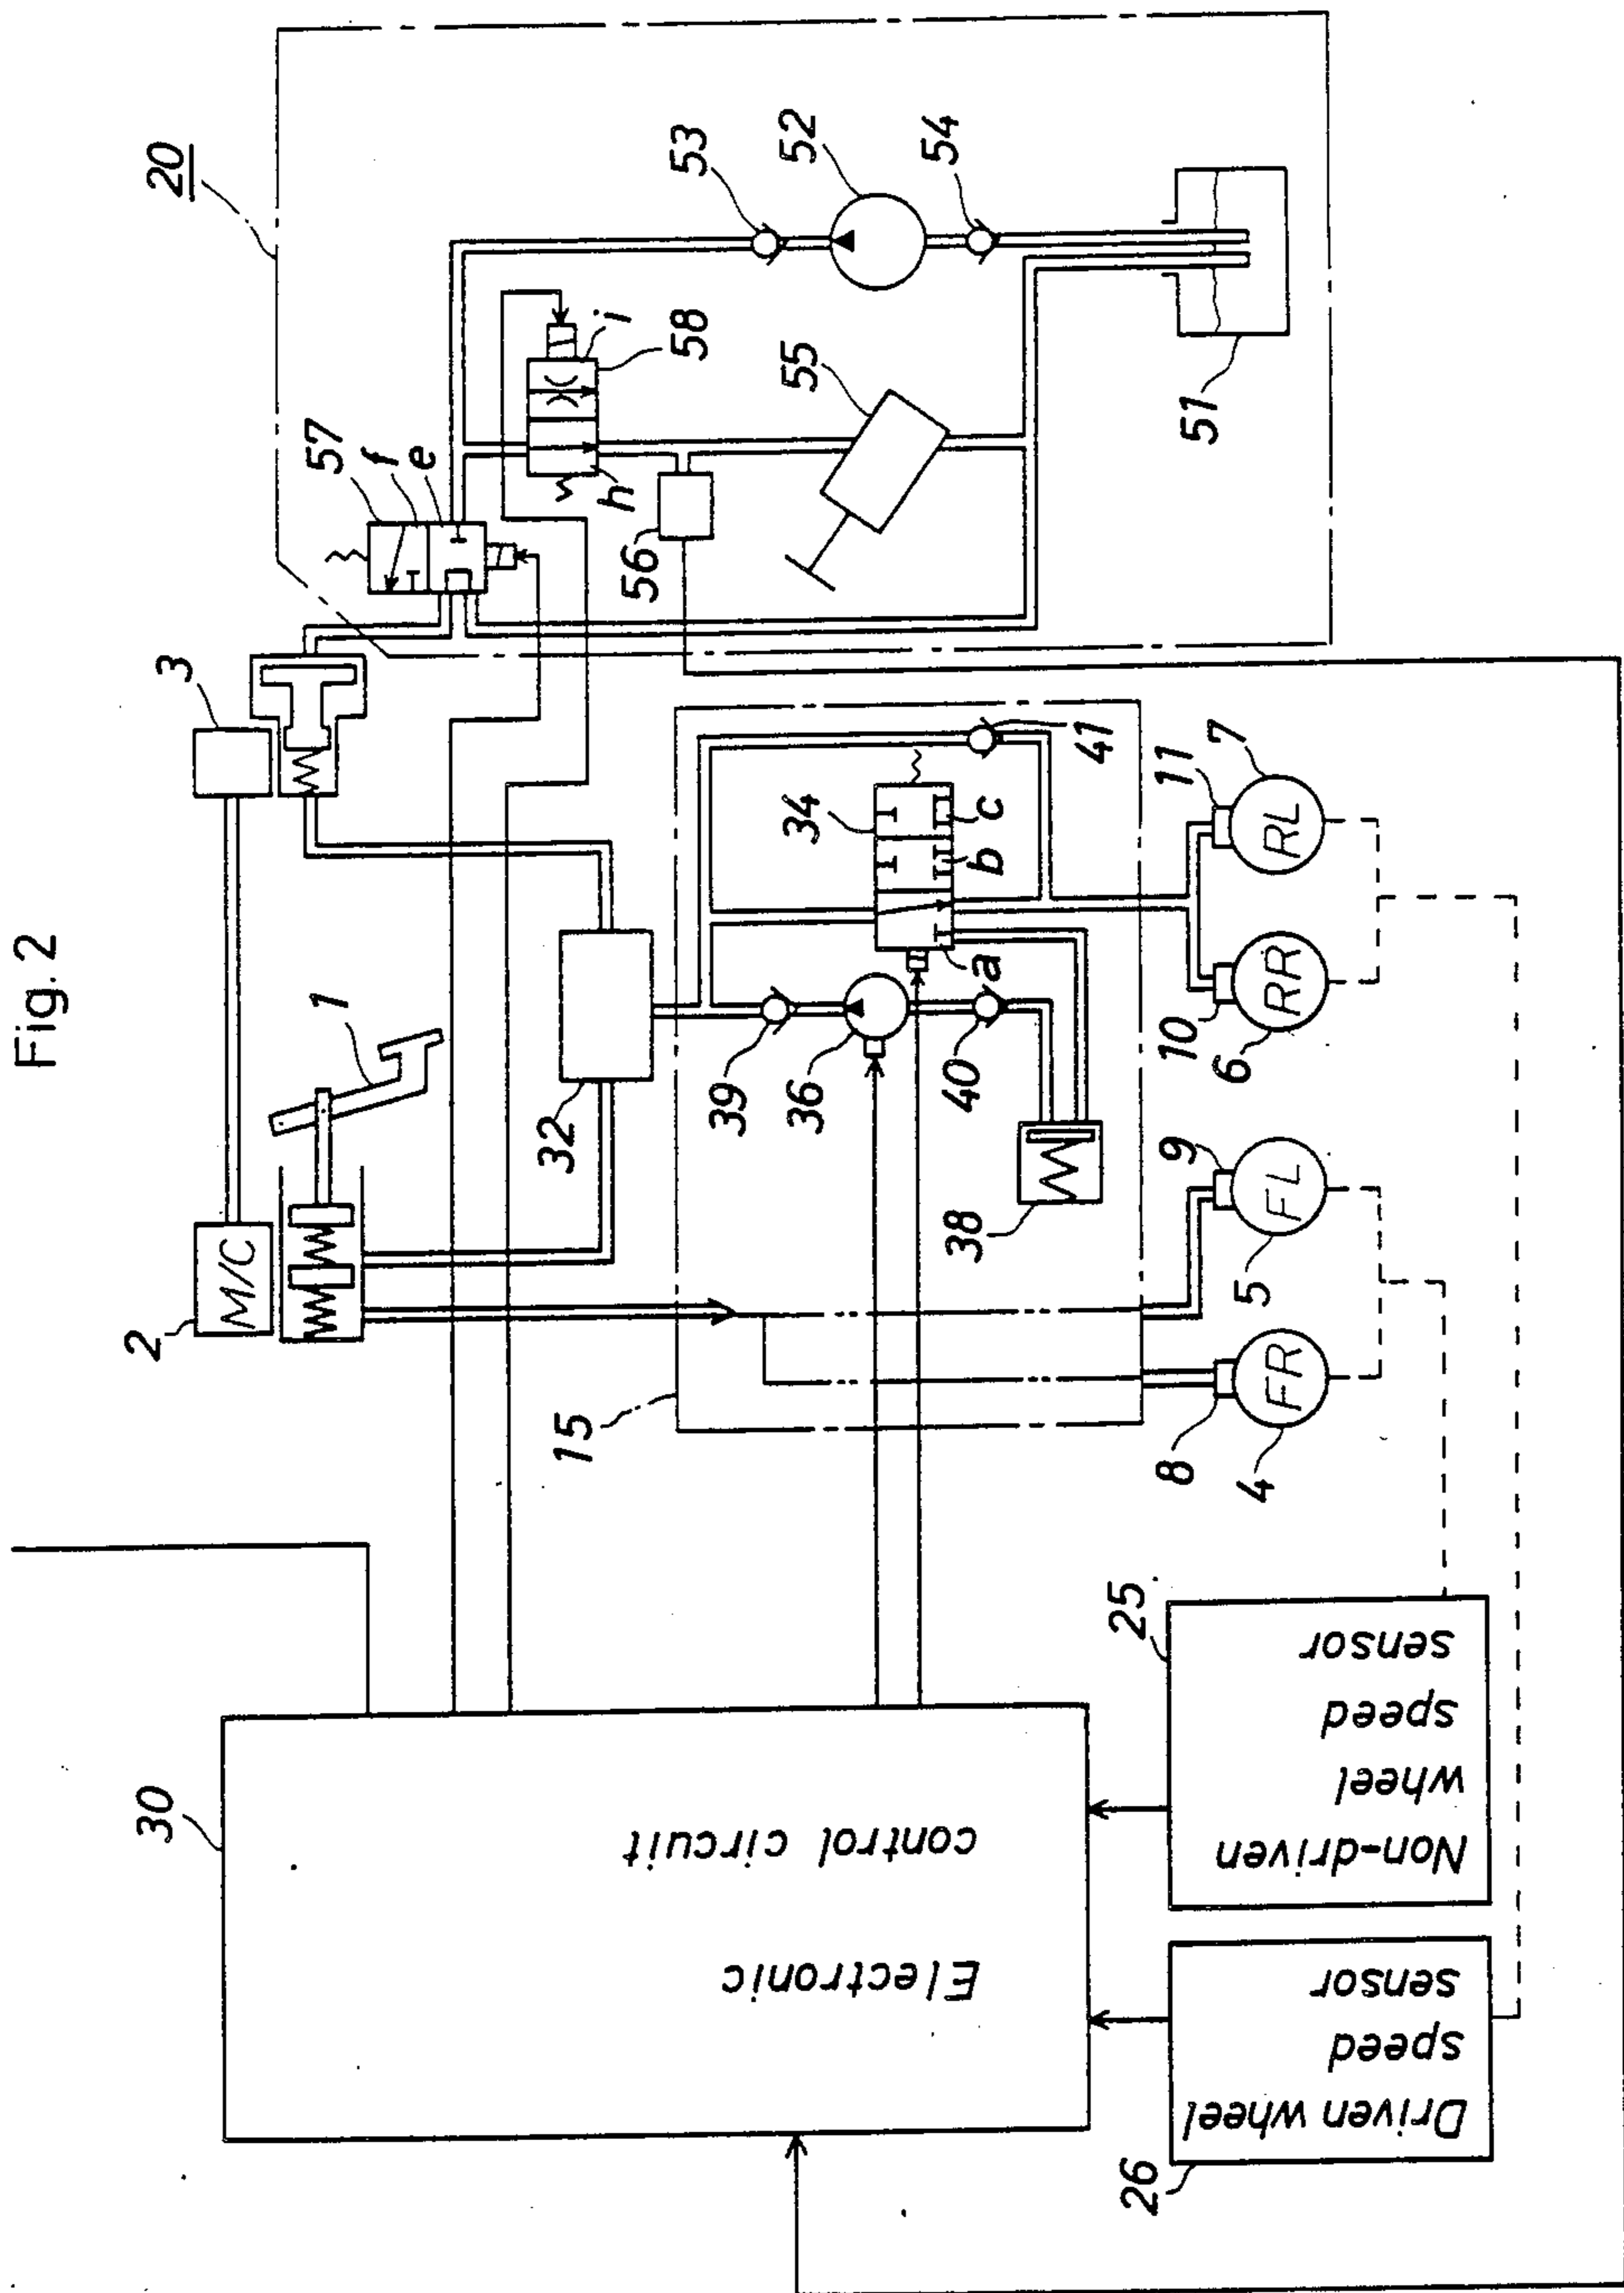 Fig. 2
20
53
52
54
57
f
e
i
58
h
56
55
51
3
1
2
M/C
32
34
41
39
36
40
a
b
c
38
15
11
7
RL
10
6
RR
9
5
FL
8
4
FR
30
Electronic
control circuit
25
Non-driven
wheel
speed
sensor
26
Driven wheel
speed
sensor